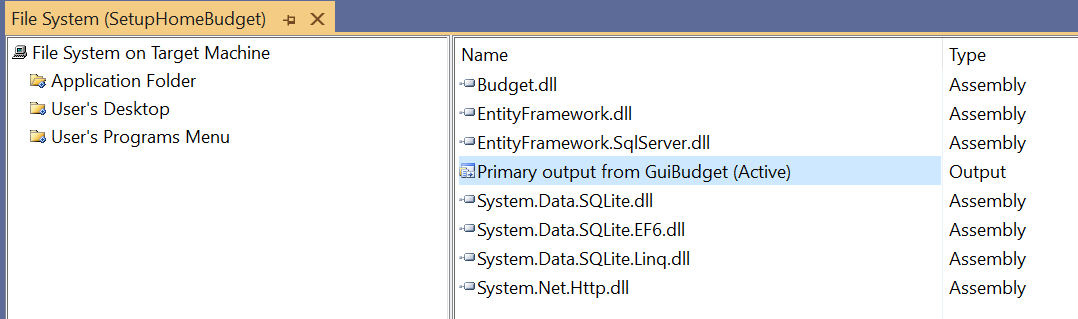 File System (SetupHomeBudget)
File System on Target Machine
Application Folder
User's Desktop
User's Programs Menu
Name Type
Budget.dll Assembly
EntityFramework.dll Assembly
EntityFramework.SqlServer.dll Assembly
Primary output from GuiBudget (Active) Output
System.Data.SQLite.dll Assembly
System.Data.SQLite.EF6.dll Assembly
System.Data.SQLite.Linq.dll Assembly
System.Net.Http.dll Assembly